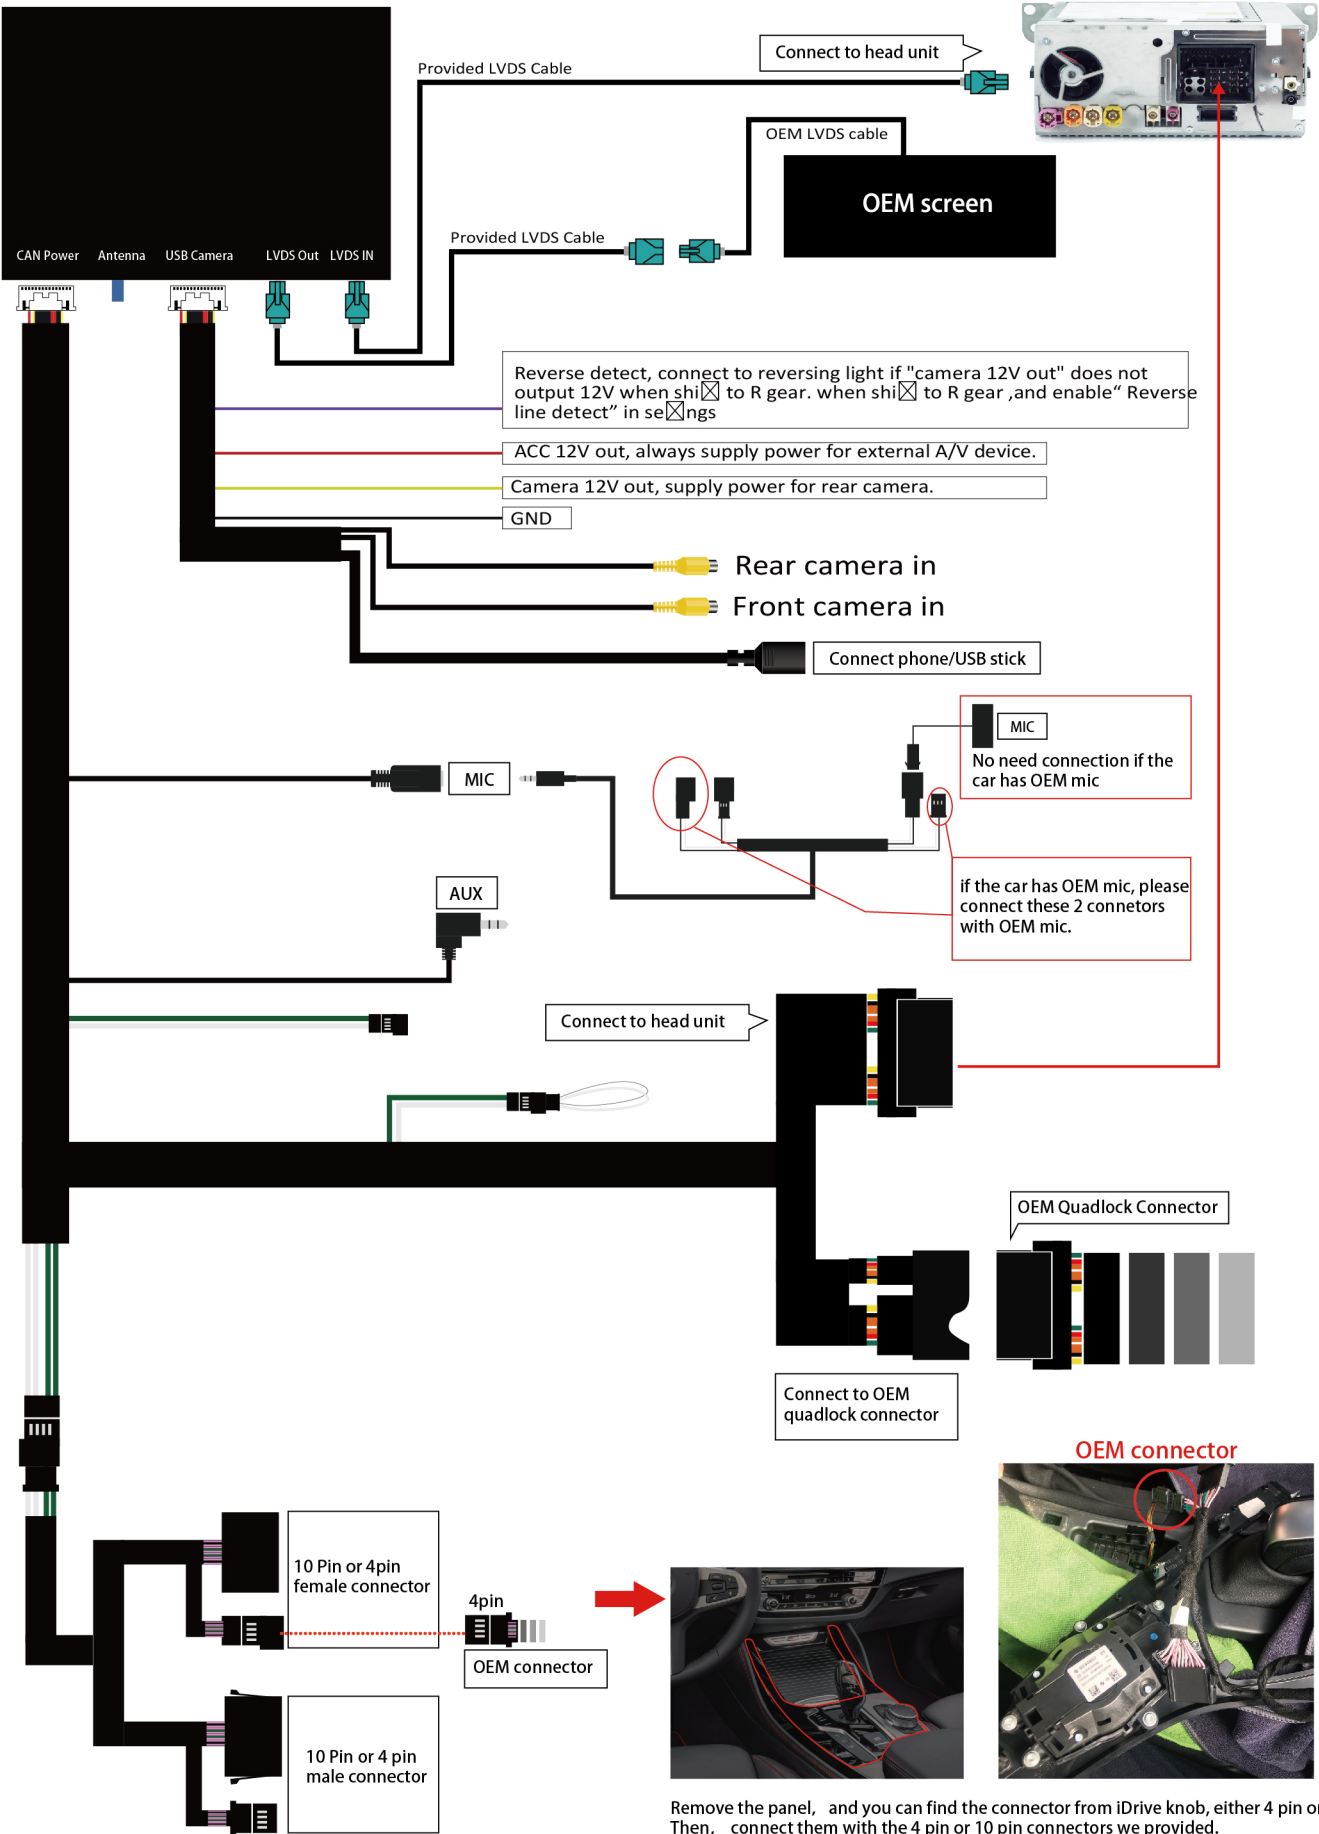 Connect to head unit
Provided LVDS Cable
OEM LVDS cable
OEM screen
Provided LVDS Cable
CAN Power
Antenna
USB Camera
LVDS Out
LVDS IN
Reverse detect, connect to reversing light if "camera 12V out" does not
output 12V when shi☒ to R gear. when shi☒ to R gear ,and enable“ Reverse
line detect” in se☒ngs
ACC 12V out, always supply power for external A/V device.
Camera 12V out, supply power for rear camera.
GND
Rear camera in
Front camera in
Connect phone/USB stick
MIC
No need connection if the
car has OEM mic
MIC
if the car has OEM mic, please
connect these 2 connetors
with OEM mic.
AUX
Connect to head unit
OEM Quadlock Connector
Connect to OEM
quadlock connector
OEM connector
10 Pin or 4pin
female connector
4pin
OEM connector
10 Pin or 4 pin
male connector
Remove the panel, and you can find the connector from iDrive knob, either 4 pin or
Then, connect them with the 4 pin or 10 pin connectors we provided.